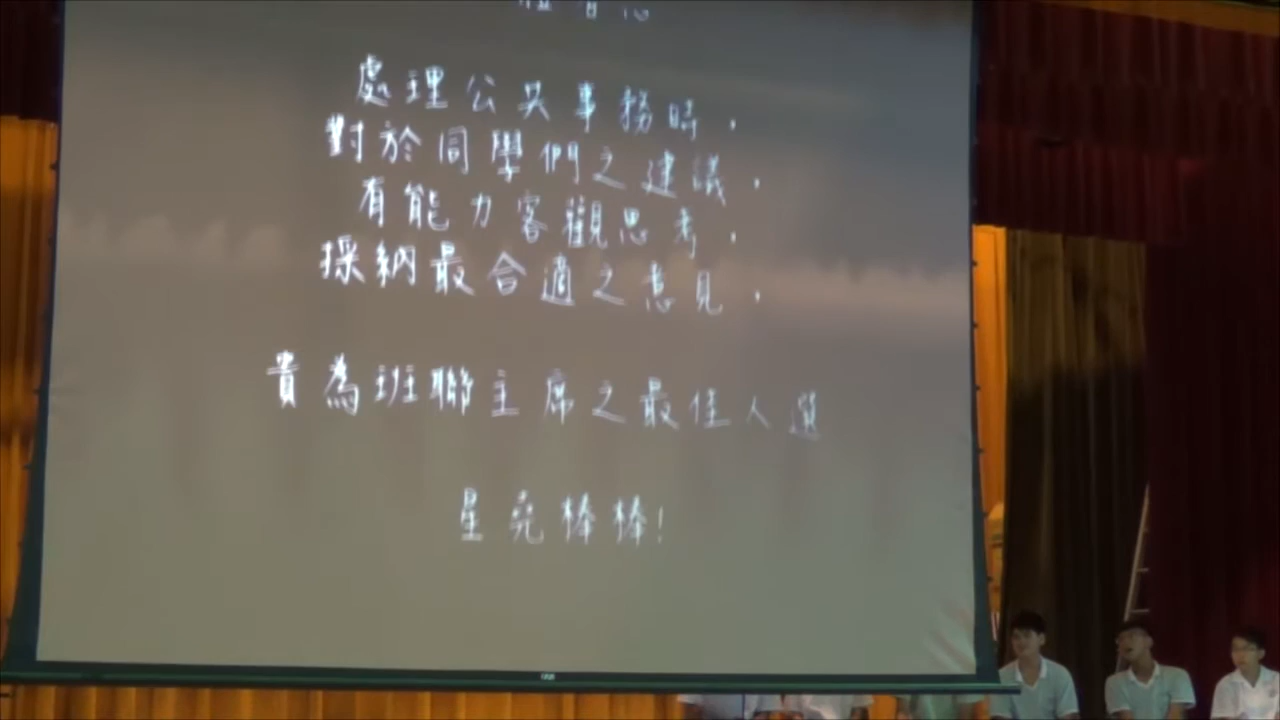 處理公共事務時，
對於同學們之建議，
有能力客觀思考，
採納最合適之意見，
貴為班聯主席之最佳人選
星堯棒棒!